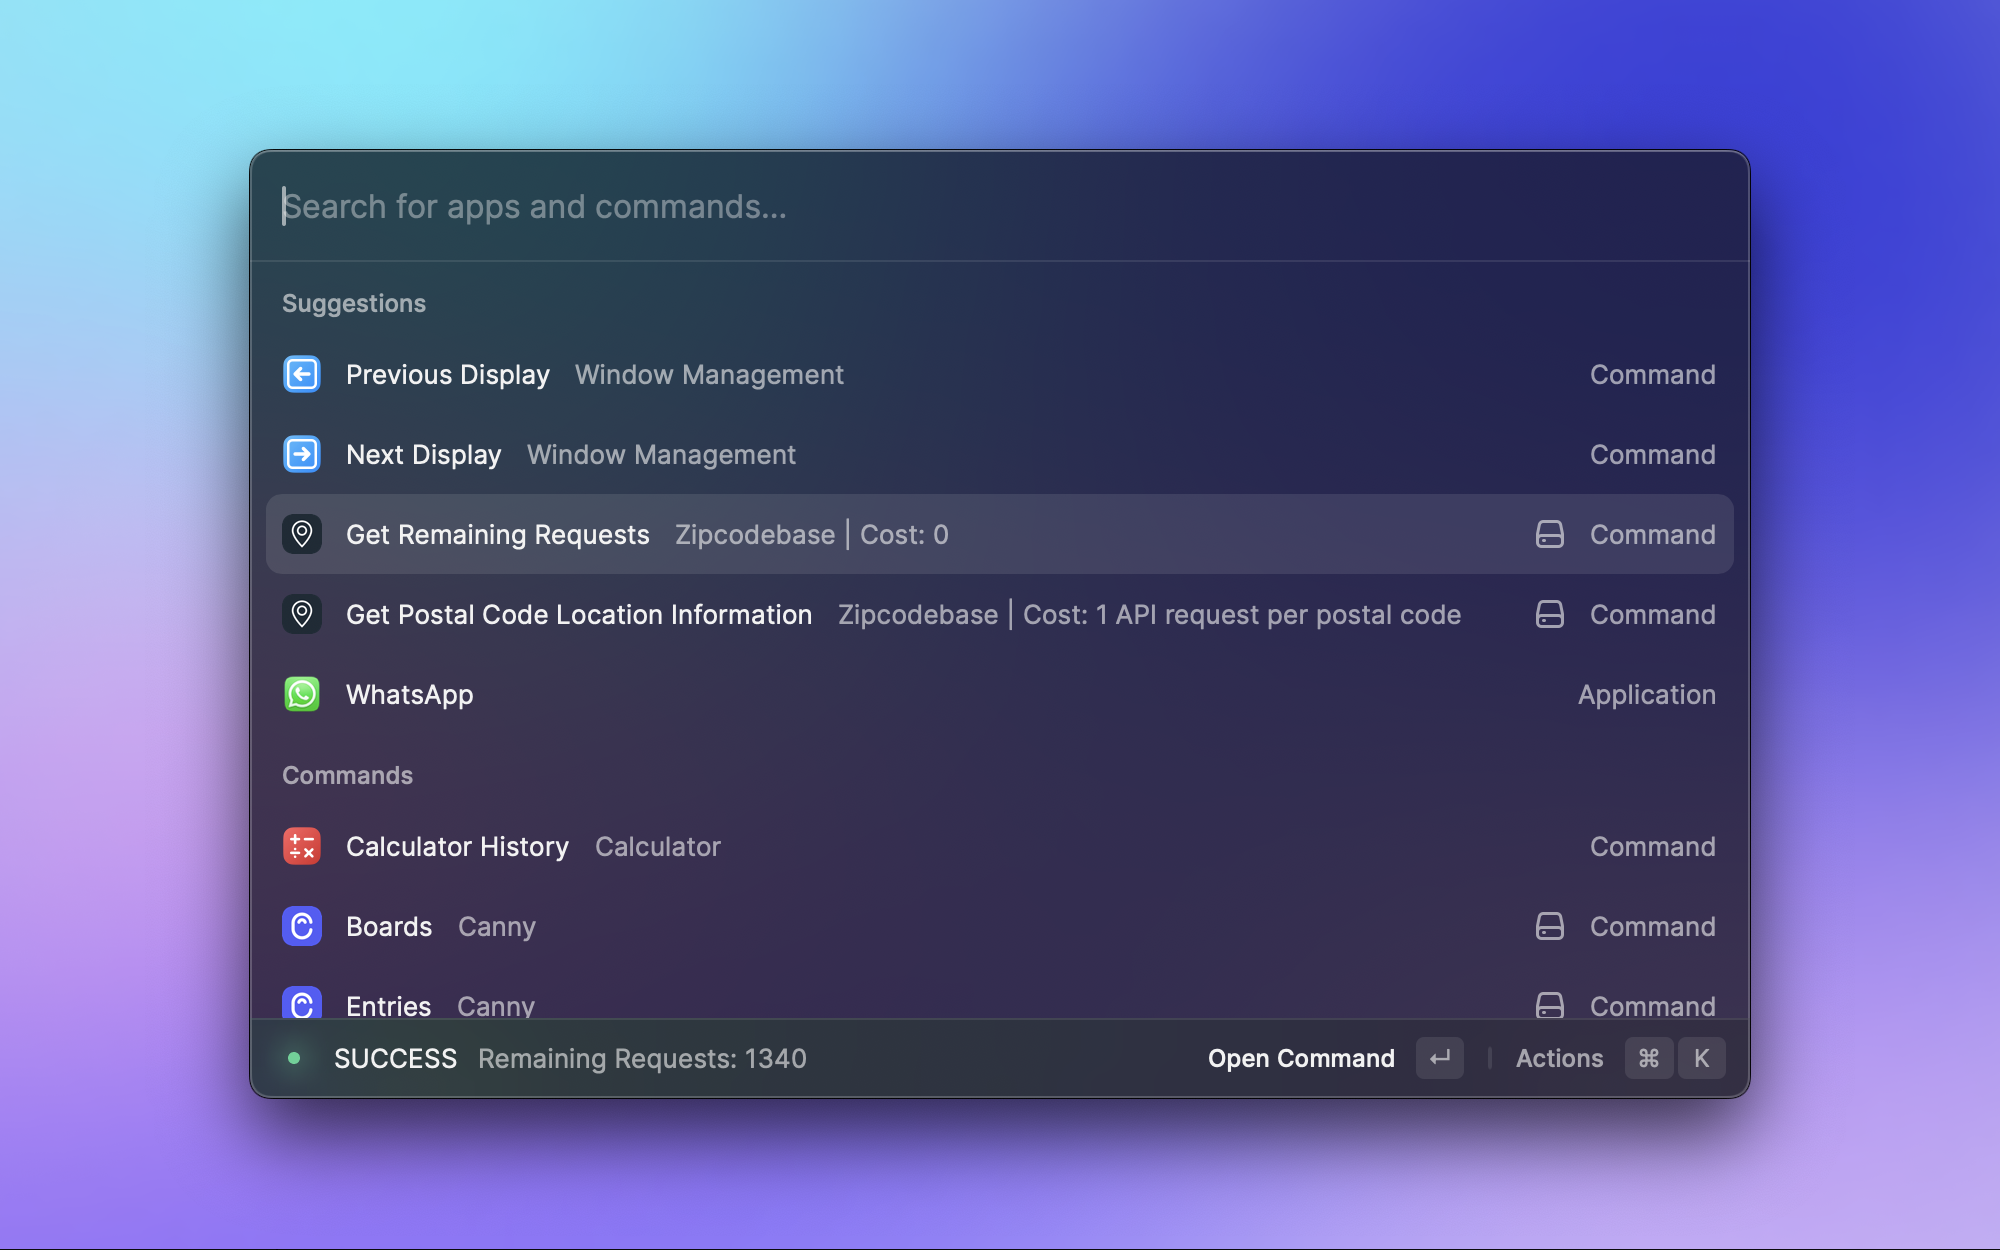 Search for apps and commands...
Suggestions
Previous Display Window Management Command
Next Display Window Management Command
Get Remaining Requests Zipcodebase | Cost: 0 Command
Get Postal Code Location Information Zipcodebase | Cost: 1 API request per postal code Command
WhatsApp Application
Commands
Calculator History Calculator Command
Boards Canny Command
Entries Canny Command
SUCCESS Remaining Requests: 1340 Open Command ↵ | Actions ⌘ K